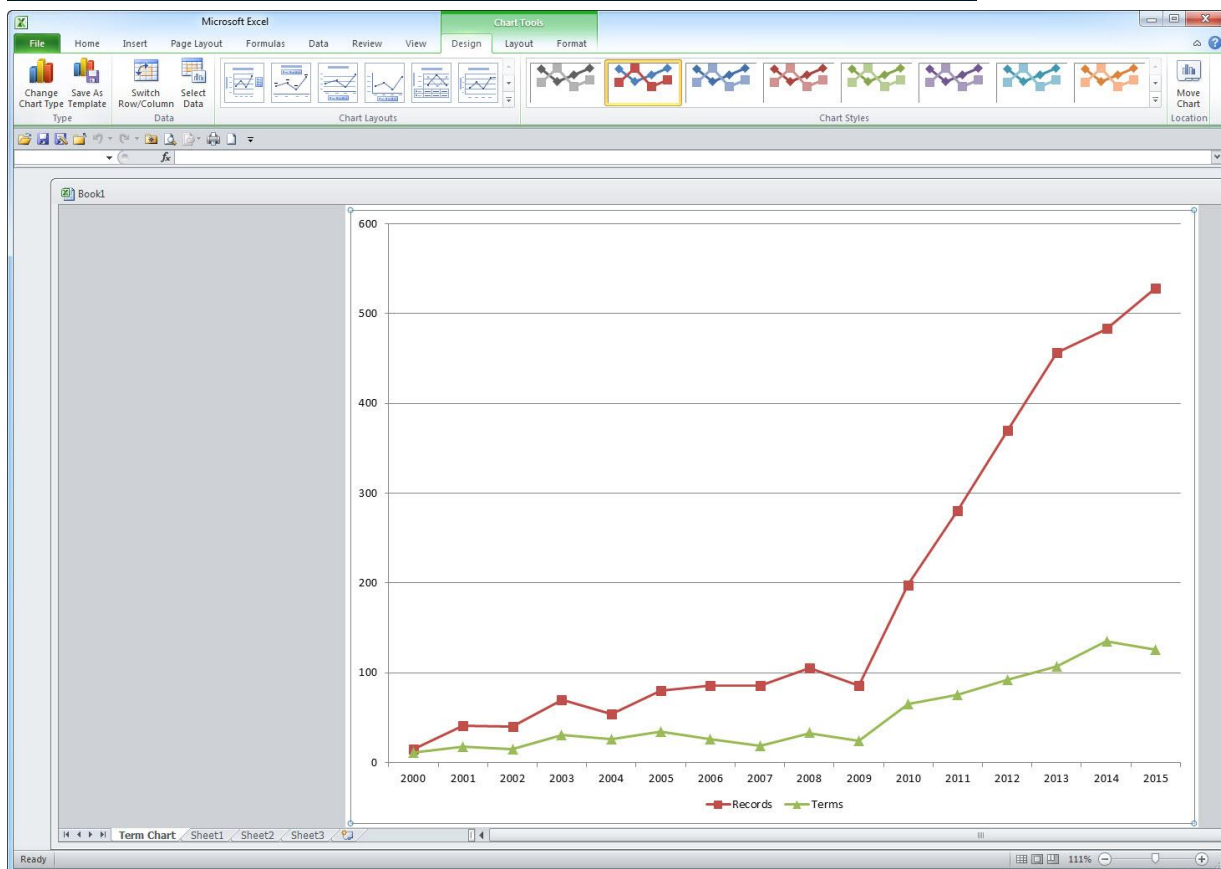 Microsoft Excel
Chart Tools
File Home Insert Page Layout Formulas Data Review View Design Layout Format
Change Chart Type
Save As Template
Switch Row/Column
Select Data
Move Chart
Type Data Chart Layouts Chart Styles Location
fx
Book1
600
500
400
300
200
100
0
2000 2001 2002 2003 2004 2005 2006 2007 2008 2009 2010 2011 2012 2013 2014 2015
Records Terms
Term Chart Sheet1 Sheet2 Sheet3
Ready 111%